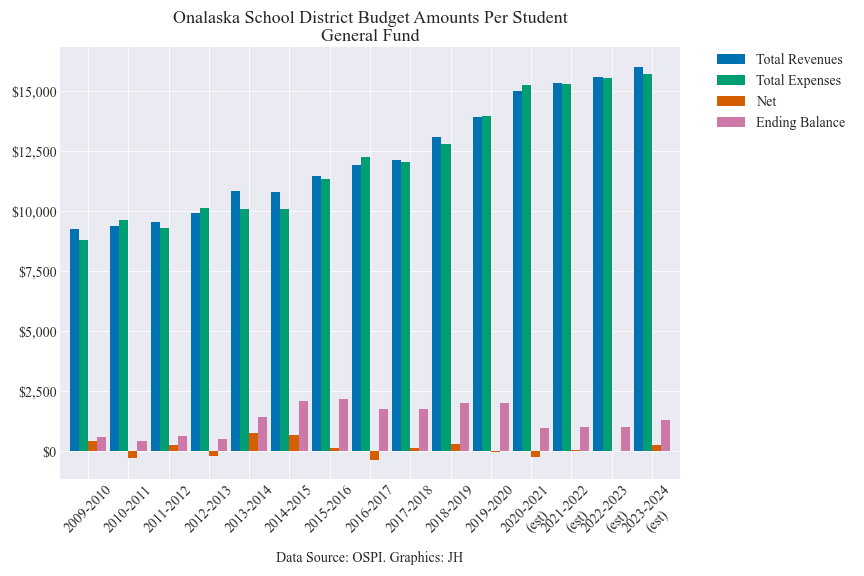 Onalaska School District Budget Amounts Per Student
General Fund
Total Revenues
Total Expenses
Net
Ending Balance
$15,000
$12,500
$10,000
$7,500
$5,000
$2,500
$0
2009-2010
2010-2011
2011-2012
2012-2013
2013-2014
2014-2015
2015-2016
2016-2017
2017-2018
2018-2019
2019-2020
2020-2021
(est)
2021-2022
(est)
2022-2023
(est)
2023-2024
(est)
Data Source: OSPI. Graphics: JH